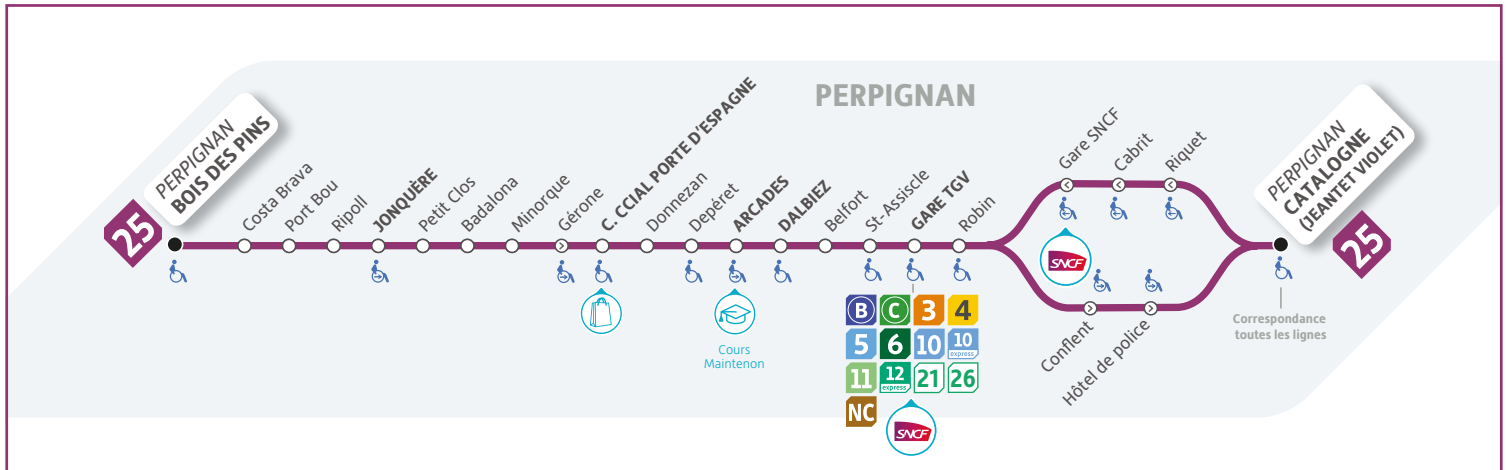 PERPIGNAN
25
PERPIGNAN
BOIS DES PINS
Costa Brava
Port Bou
Ripoll
JONQUÈRE
Petit Clos
Badalona
Minorque
Gérone
C. CCIAL PORTE D'ESPAGNE
Donnezan
Depéret
ARCADES
Cours
Maintenon
DALBIEZ
Belfort
St-Assiscle
GARE TGV
B C 3 4
5 6 10 10 express
11 12 express 21 26
NC
SNCF
Robin
Gare SNCF
Cabrit
Riquet
SNCF
Conflent
Hôtel de police
PERPIGNAN
CATALOGNE
(JEANTET VIOLET)
25
Correspondance
toutes les lignes